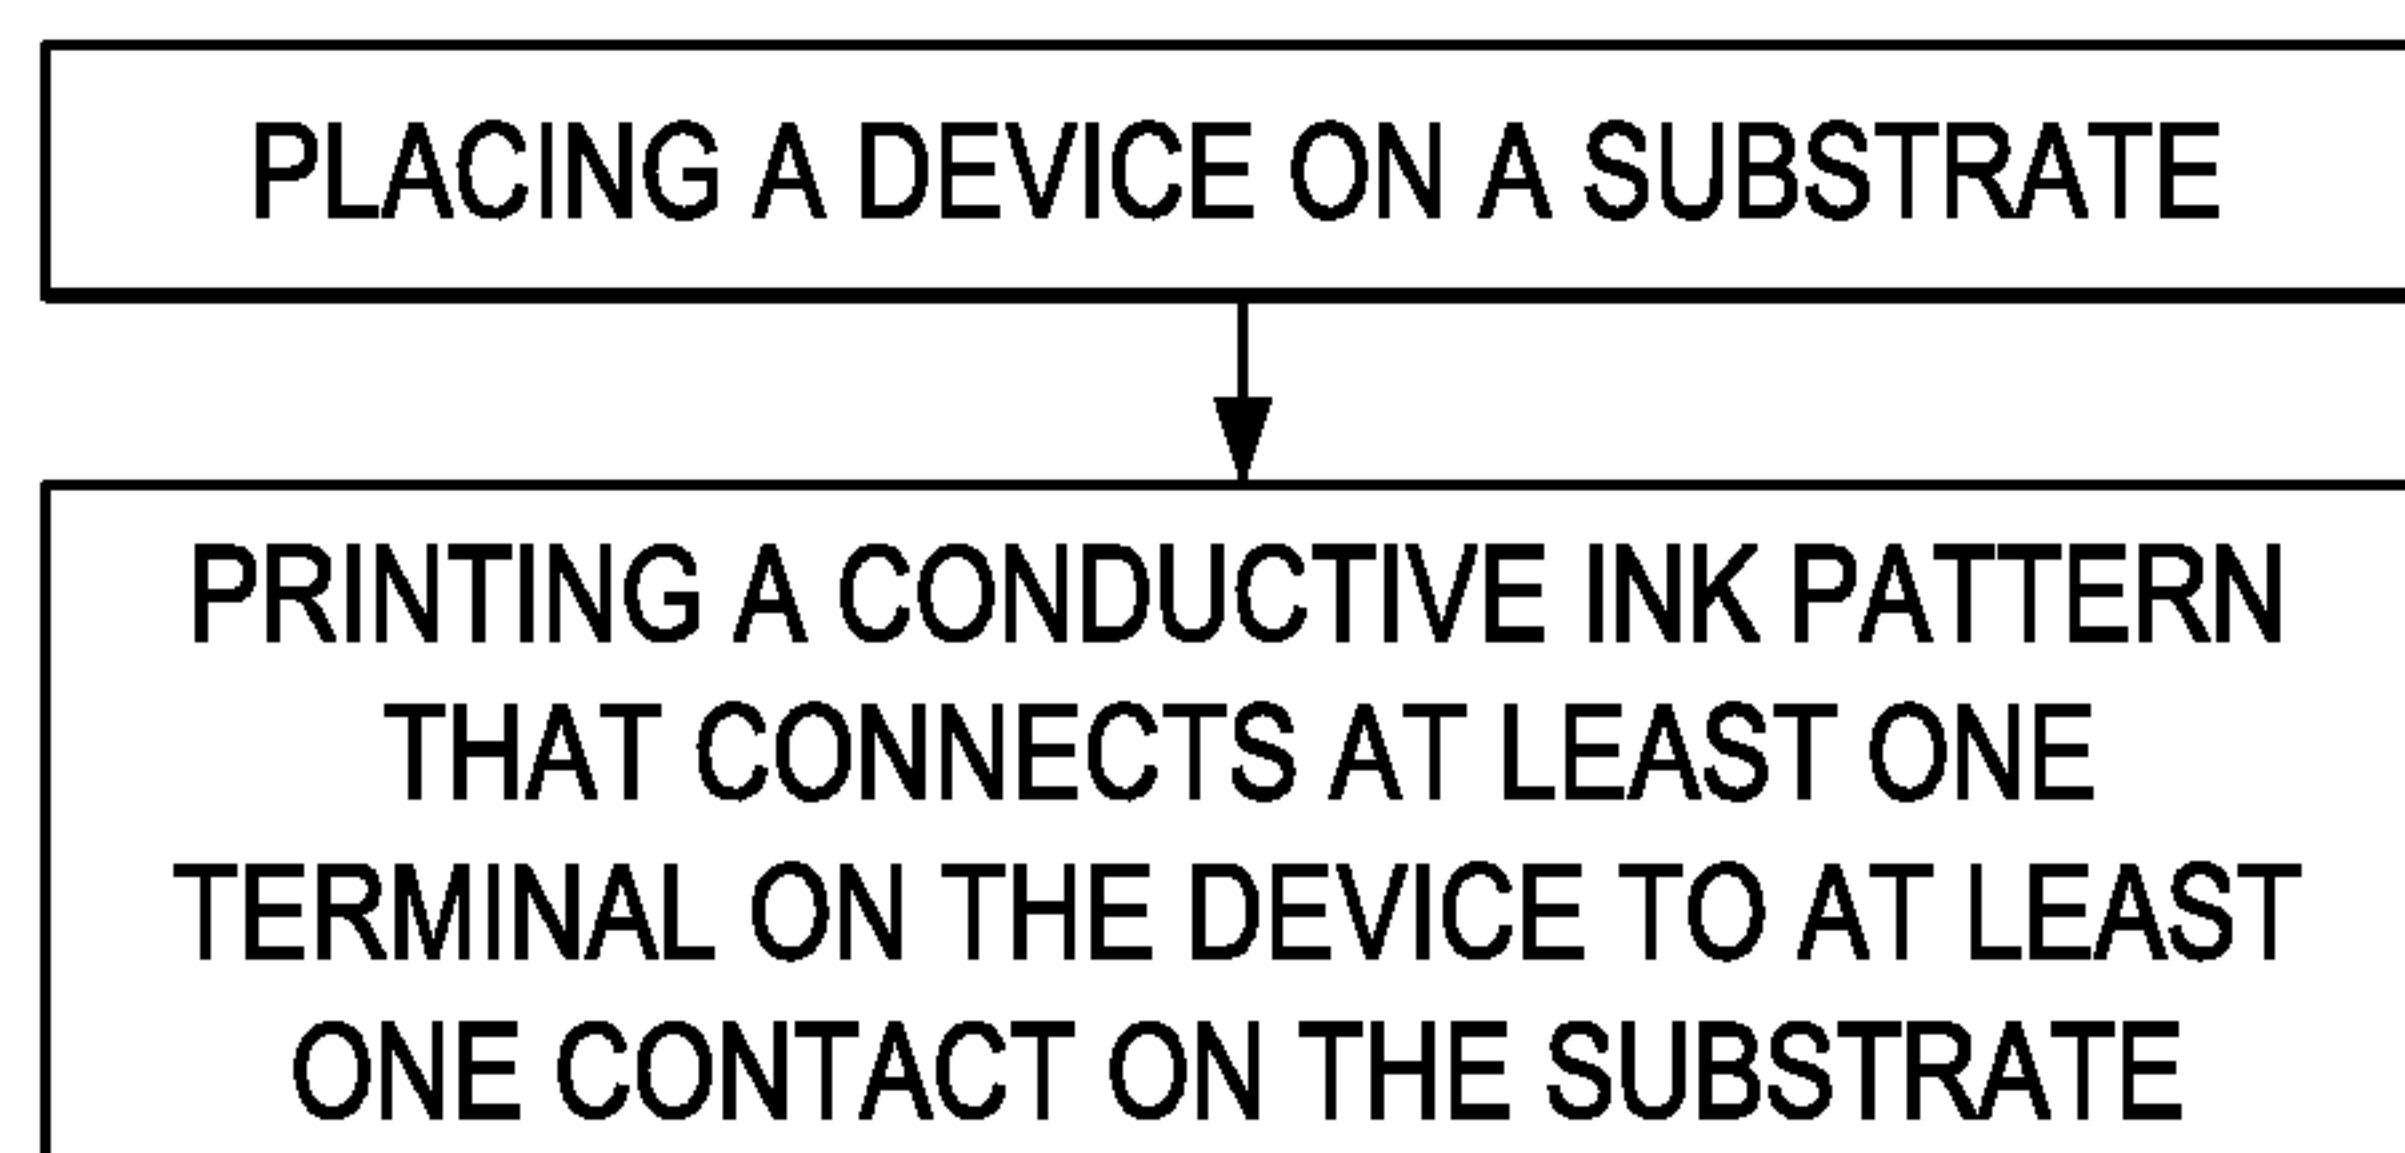 PLACING A DEVICE ON A SUBSTRATE
PRINTING A CONDUCTIVE INK PATTERN
THAT CONNECTS AT LEAST ONE
TERMINAL ON THE DEVICE TO AT LEAST
ONE CONTACT ON THE SUBSTRATE